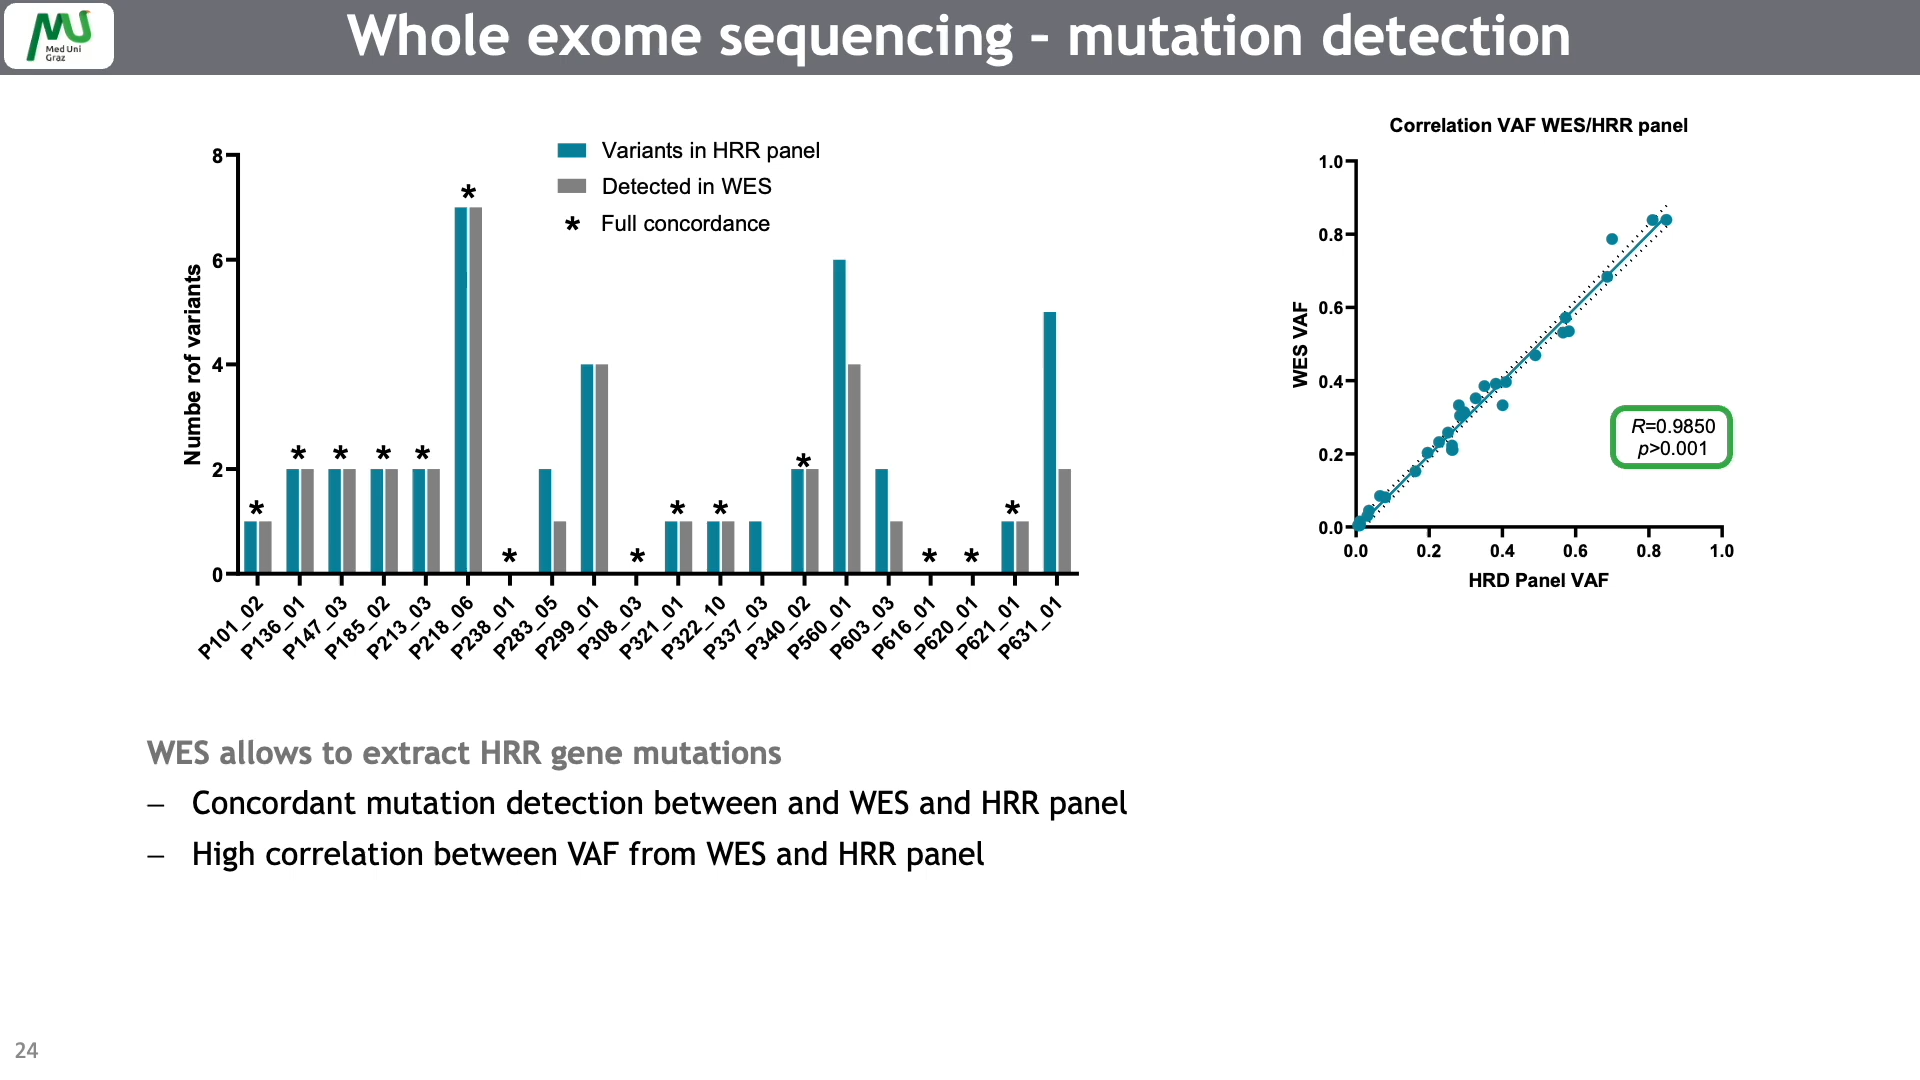 Med Uni
Graz
Whole exome sequencing – mutation detection
8
6
4
2
0
Numbe rof variants
Variants in HRR panel
Detected in WES
* Full concordance
*
*
*
*
*
*
*
*
*
*
*
*
*
*
P101_02
P136_01
P147_03
P185_02
P213_03
P218_06
P238_01
P283_05
P299_01
P308_03
P321_01
P322_10
P337_03
P340_02
P560_01
P603_03
P616_01
P620_01
P621_01
P631_01
Correlation VAF WES/HRR panel
1.0
0.8
0.6
0.4
0.2
0.0
WES VAF
R=0.9850
p>0.001
0.0 0.2 0.4 0.6 0.8 1.0
HRD Panel VAF
WES allows to extract HRR gene mutations
– Concordant mutation detection between and WES and HRR panel
– High correlation between VAF from WES and HRR panel
24